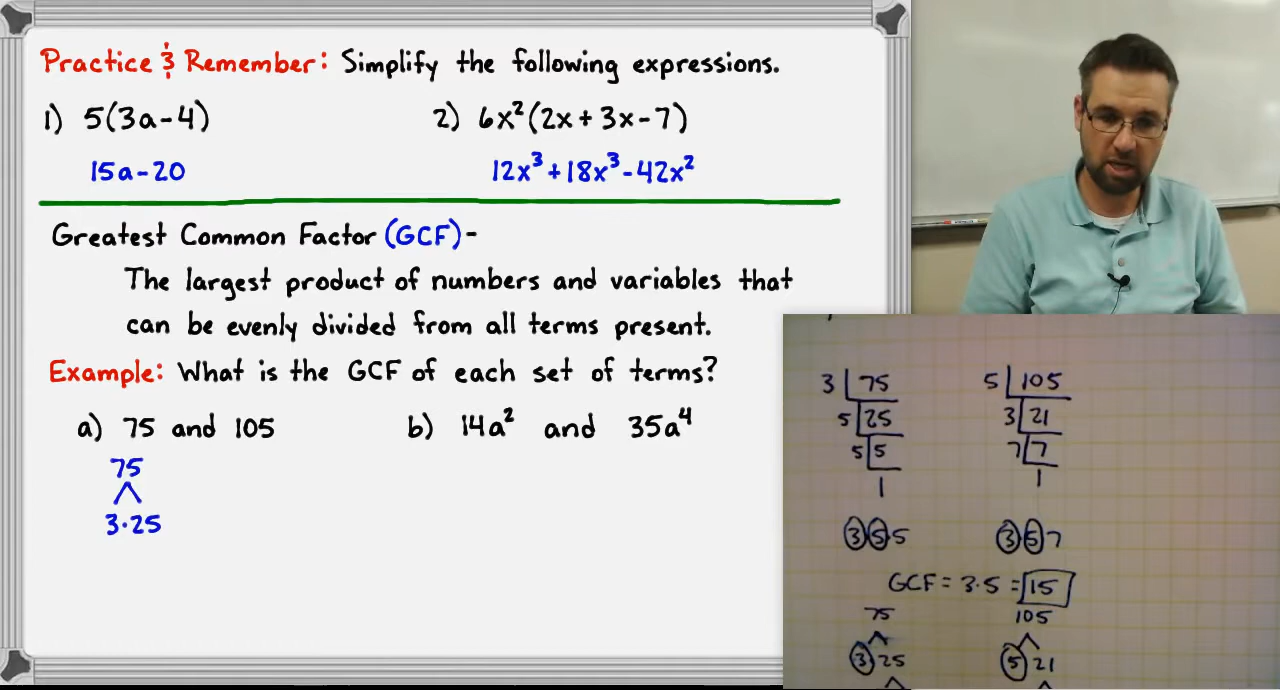 Practice & Remember: Simplify the following expressions.
1) 5(3a-4)
2) 6x²(2x + 3x - 7)
15a-20
12x³ + 18x³ - 42x²
Greatest Common Factor (GCF)-
The largest product of numbers and variables that
can be evenly divided from all terms present.
Example: What is the GCF of each set of terms?
a) 75 and 105
b) 14a² and 35a⁴
75
3·25
3 75
5 25
5 5
1
5 105
3 21
7 7
1
3 5 5
3 5 7
GCF = 3·5 = 15
75
105
3 25
5 21